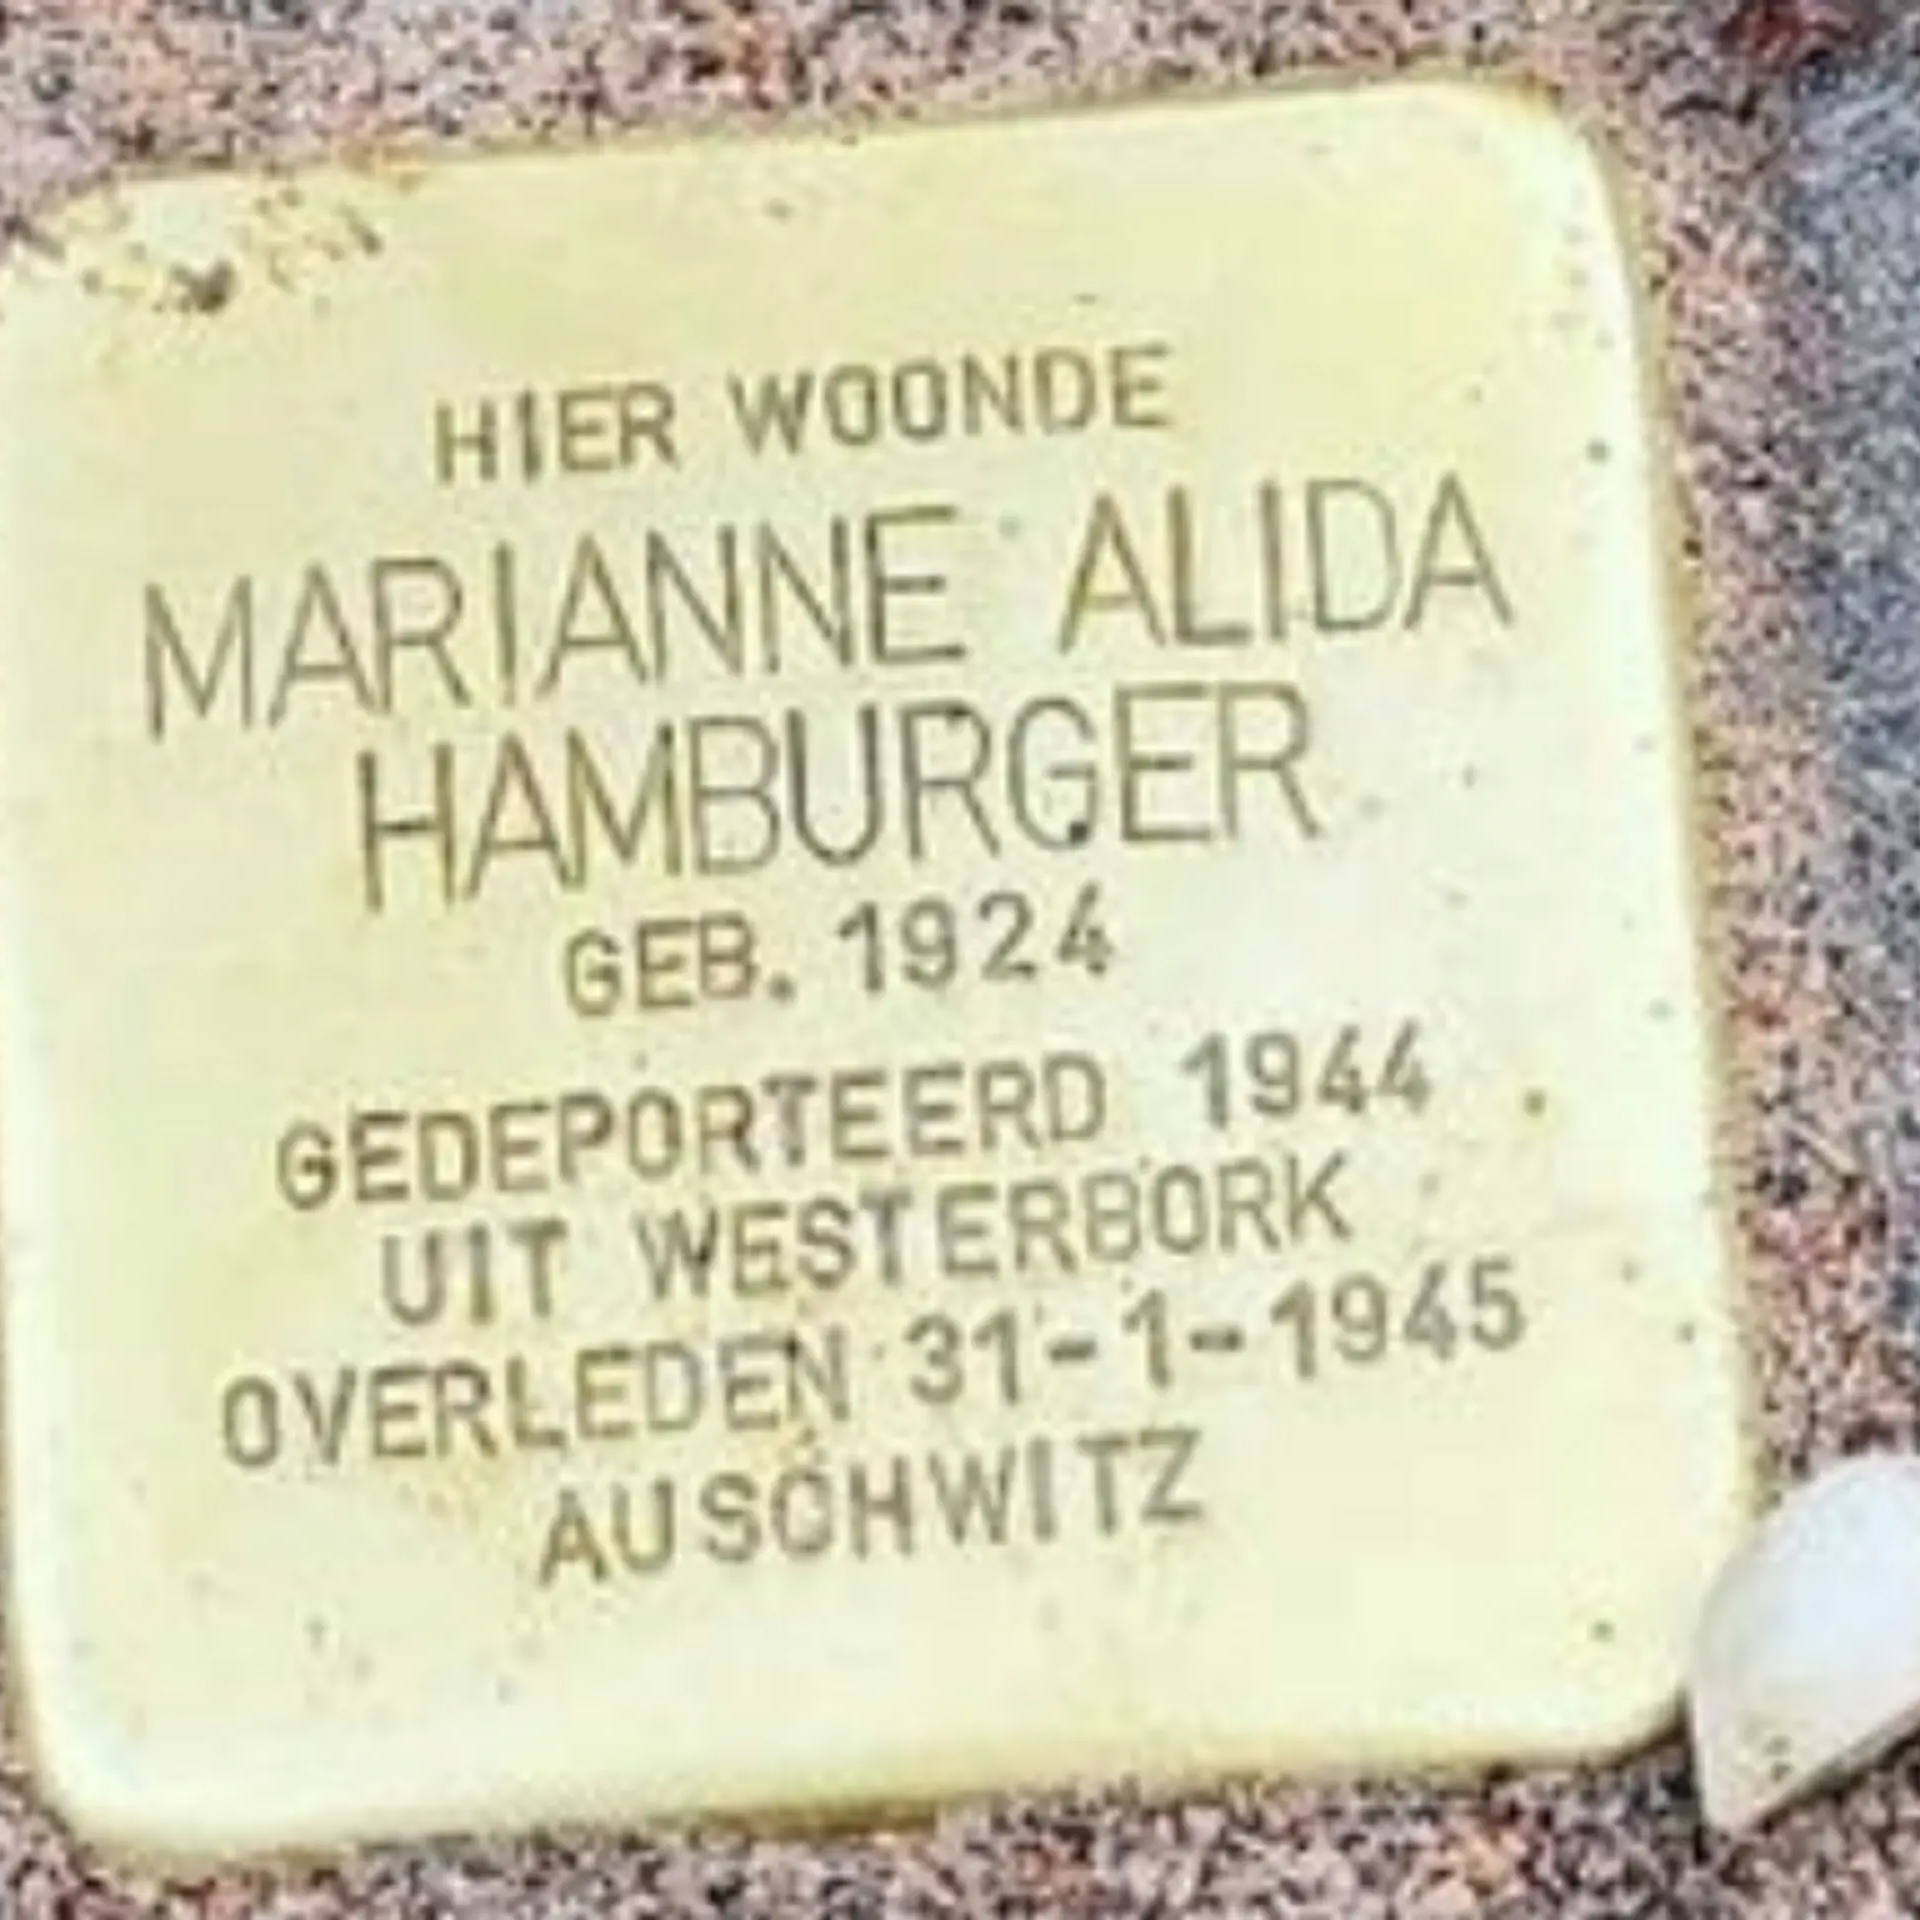 HIER WOONDE
MARIANNE ALIDA
HAMBURGER
GEB. 1924
GEDEPORTEERD 1944
UIT WESTERBORK
OVERLEDEN 31-1-1945
AUSCHWITZ